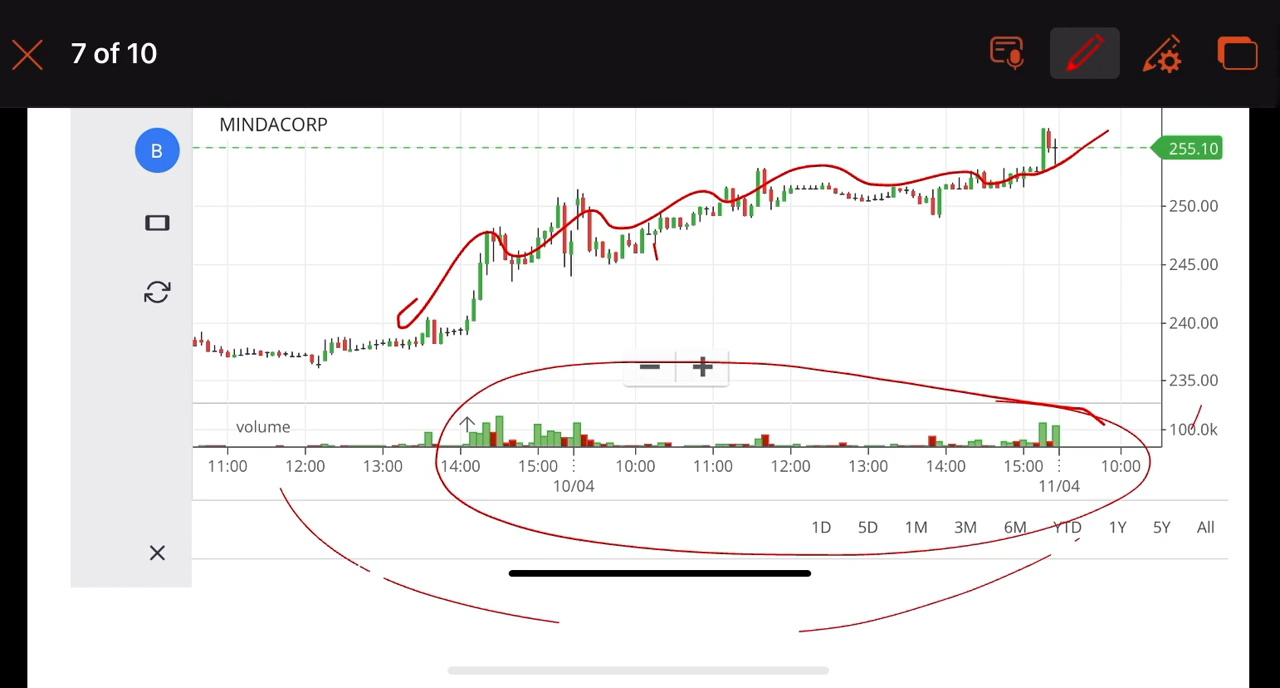 7 of 10
MINDACORP
B
255.10
250.00
245.00
240.00
235.00
volume
100.0k
11:00 12:00 13:00 14:00 15:00 10:00 11:00 12:00 13:00 14:00 15:00 10:00
10/04 11/04
1D 5D 1M 3M 6M YTD 1Y 5Y All